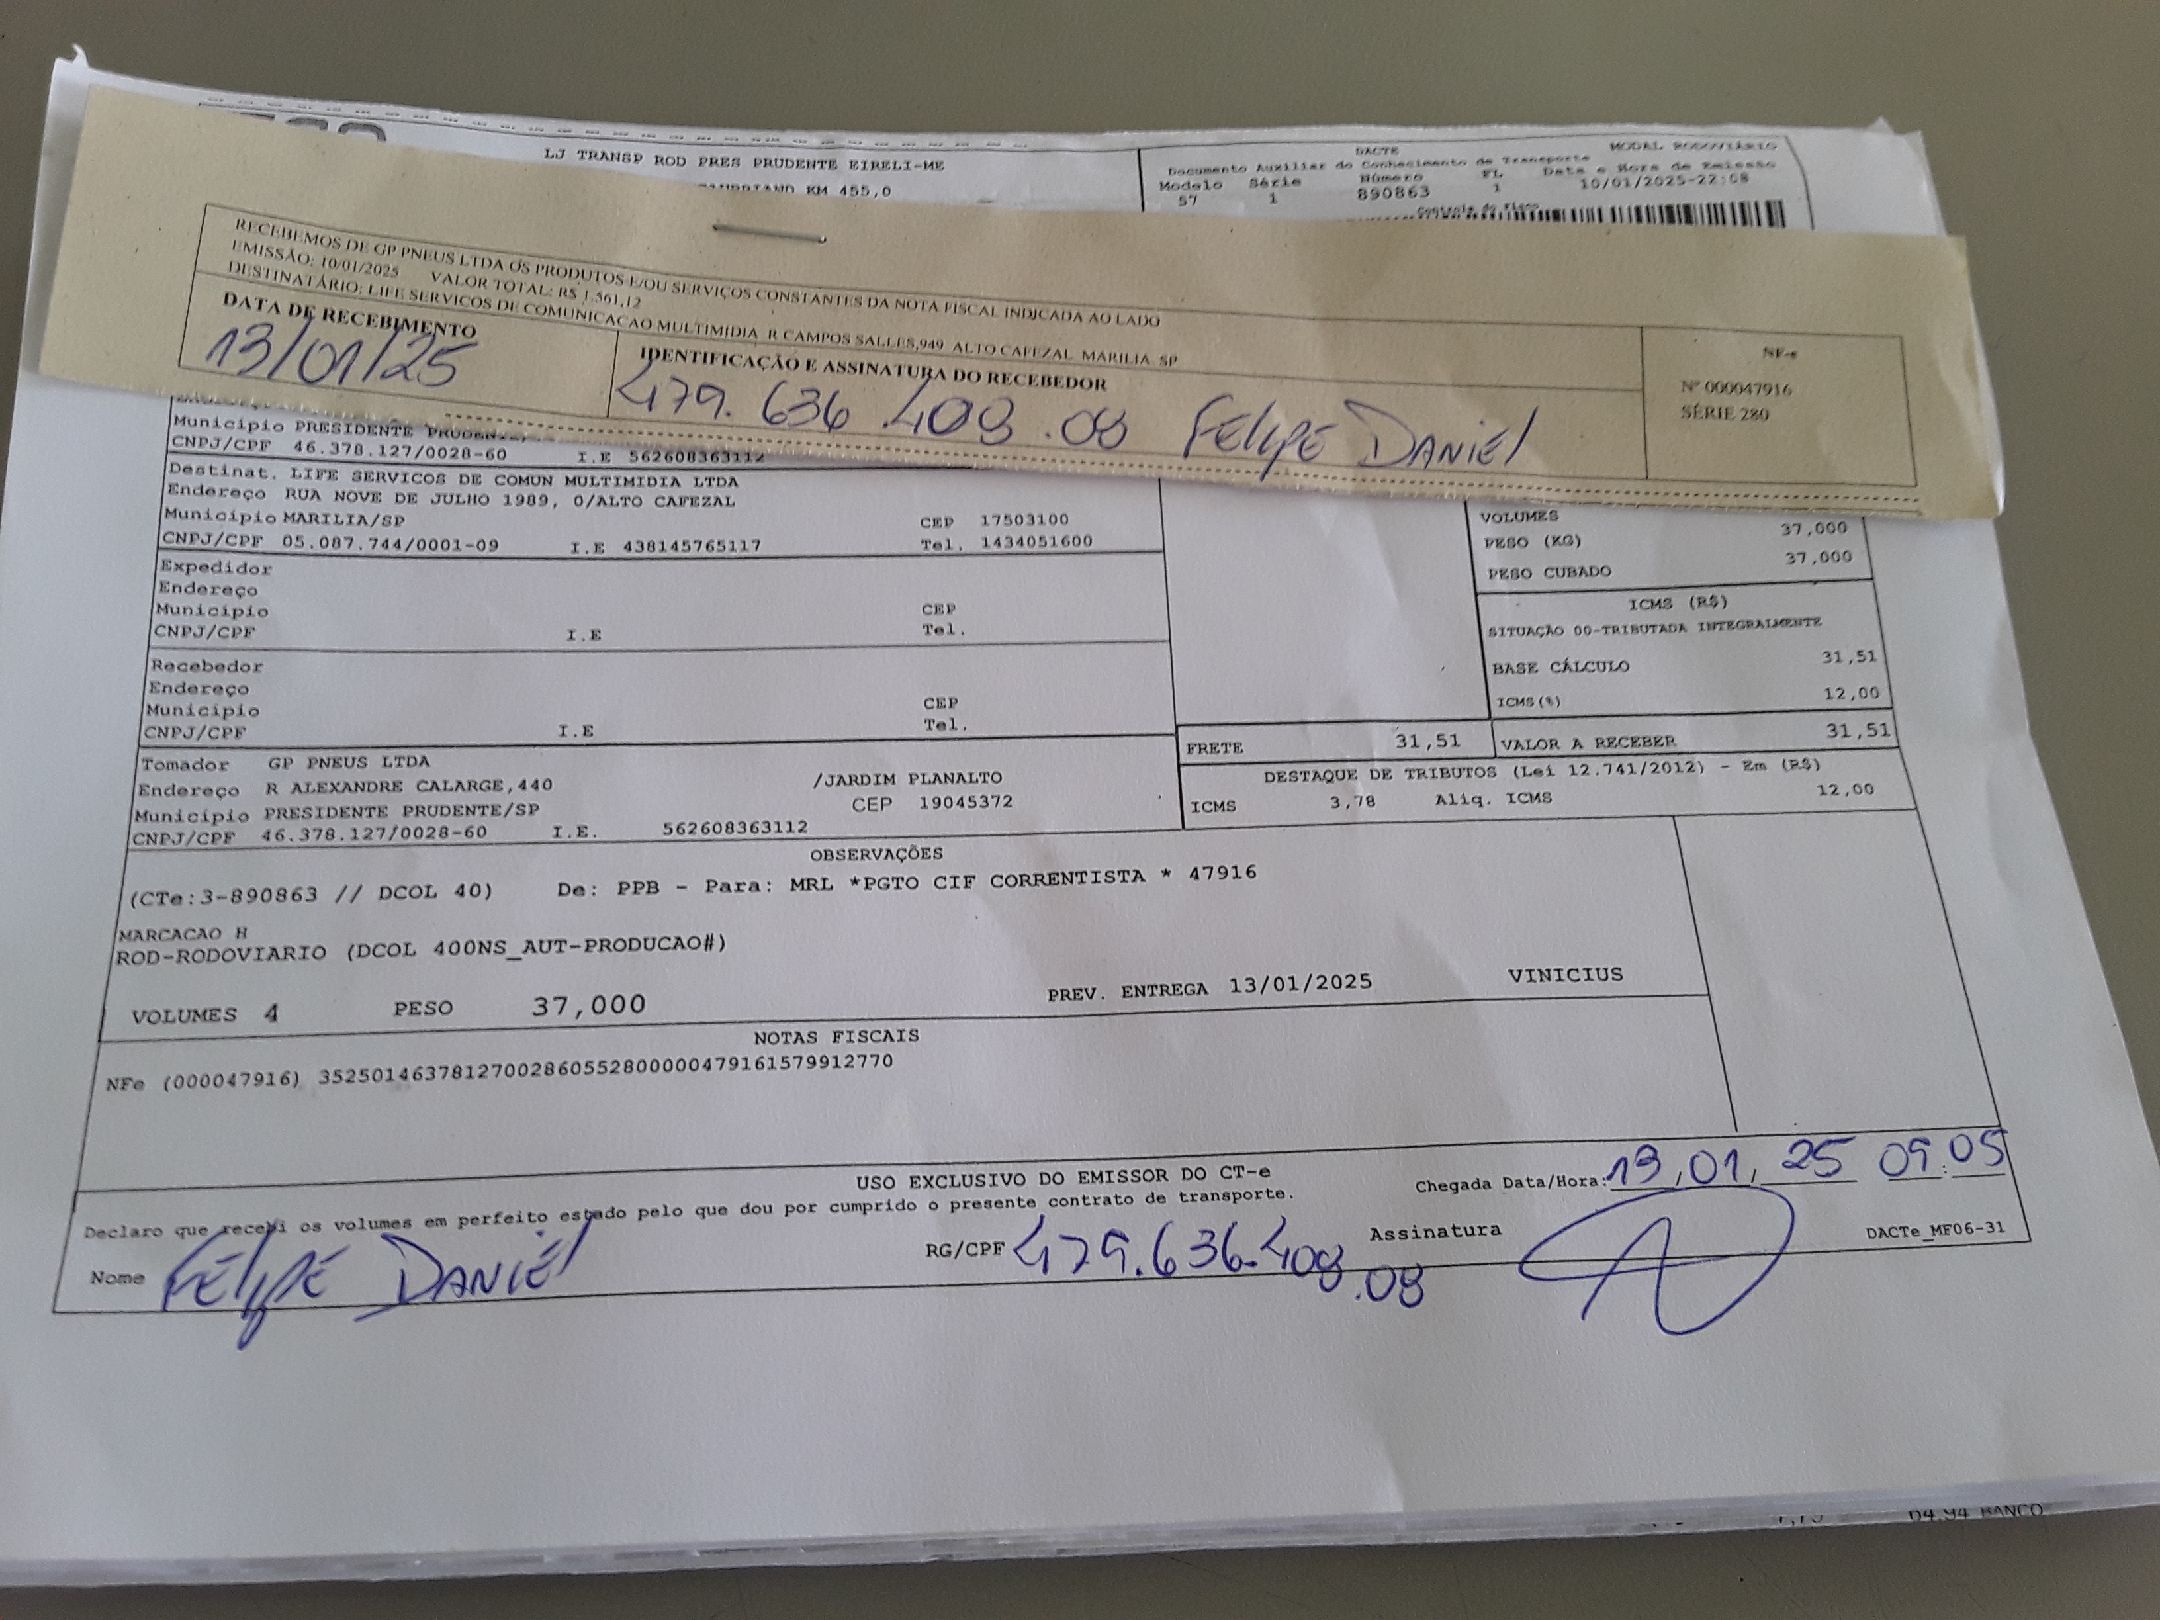 LJ TRANSP ROD PRES PRUDENTE EIRELI-ME
KM 455,0
DACTE
MODAL RODOVIÁRIO
Documento Auxiliar do Conhecimento de Transporte
Modelo Série Número FL Data e Hora de Emissão
57 1 890863 1 10/01/2025-22:08
Controle do Fisco
RECEBEMOS DE GP PNEUS LTDA OS PRODUTOS E/OU SERVIÇOS CONSTANTES DA NOTA FISCAL INDICADA AO LADO
EMISSÃO: 10/01/2025 VALOR TOTAL: R$ 1.561,12
DESTINATÁRIO: LIFE SERVICOS DE COMUNICACAO MULTIMIDIA R CAMPOS SALLES,949 ALTO CAFEZAL MARILIA SP
DATA DE RECEBIMENTO
13/01/25
IDENTIFICAÇÃO E ASSINATURA DO RECEBEDOR
479.636.408.08 FELIPE DANIEL
NF-e
Nº 000047916
SÉRIE 280
Município PRESIDENTE PRUDENTE/
CNPJ/CPF 46.378.127/0028-60 I.E 562608363112
Destinat. LIFE SERVICOS DE COMUN MULTIMIDIA LTDA
Endereço RUA NOVE DE JULHO 1989, 0/ALTO CAFEZAL
Município MARILIA/SP CEP 17503100
CNPJ/CPF 05.087.744/0001-09 I.E 438145765117 Tel. 1434051600
Expedidor
Endereço
Município CEP
CNPJ/CPF I.E Tel.
Recebedor
Endereço
Município CEP
CNPJ/CPF I.E Tel.
Tomador GP PNEUS LTDA
Endereço R ALEXANDRE CALARGE,440 /JARDIM PLANALTO
Município PRESIDENTE PRUDENTE/SP CEP 19045372
CNPJ/CPF 46.378.127/0028-60 I.E. 562608363112
VOLUMES
PESO (KG) 37,000
PESO CUBADO 37,000
ICMS (R$)
SITUAÇÃO 00-TRIBUTADA INTEGRALMENTE
BASE CÁLCULO 31,51
ICMS(%) 12,00
FRETE 31,51 VALOR A RECEBER 31,51
DESTAQUE DE TRIBUTOS (Lei 12.741/2012) - Em (R$)
ICMS 3,78 Aliq. ICMS 12,00
OBSERVAÇÕES
(CTe:3-890863 // DCOL 40) De: PPB - Para: MRL *PGTO CIF CORRENTISTA * 47916
MARCACAO H
ROD-RODOVIARIO (DCOL 400NS_AUT-PRODUCAO#)
VOLUMES 4 PESO 37,000 PREV. ENTREGA 13/01/2025 VINICIUS
NOTAS FISCAIS
NFe (000047916) 35250146378127002860552800000479161579912770
USO EXCLUSIVO DO EMISSOR DO CT-e
Declaro que recebi os volumes em perfeito estado pelo que dou por cumprido o presente contrato de transporte.
Chegada Data/Hora: 13,01,25 09:05
Nome FELIPE DANIEL RG/CPF 479.636.408.08 Assinatura
DACTe_MF06-31
BANCO